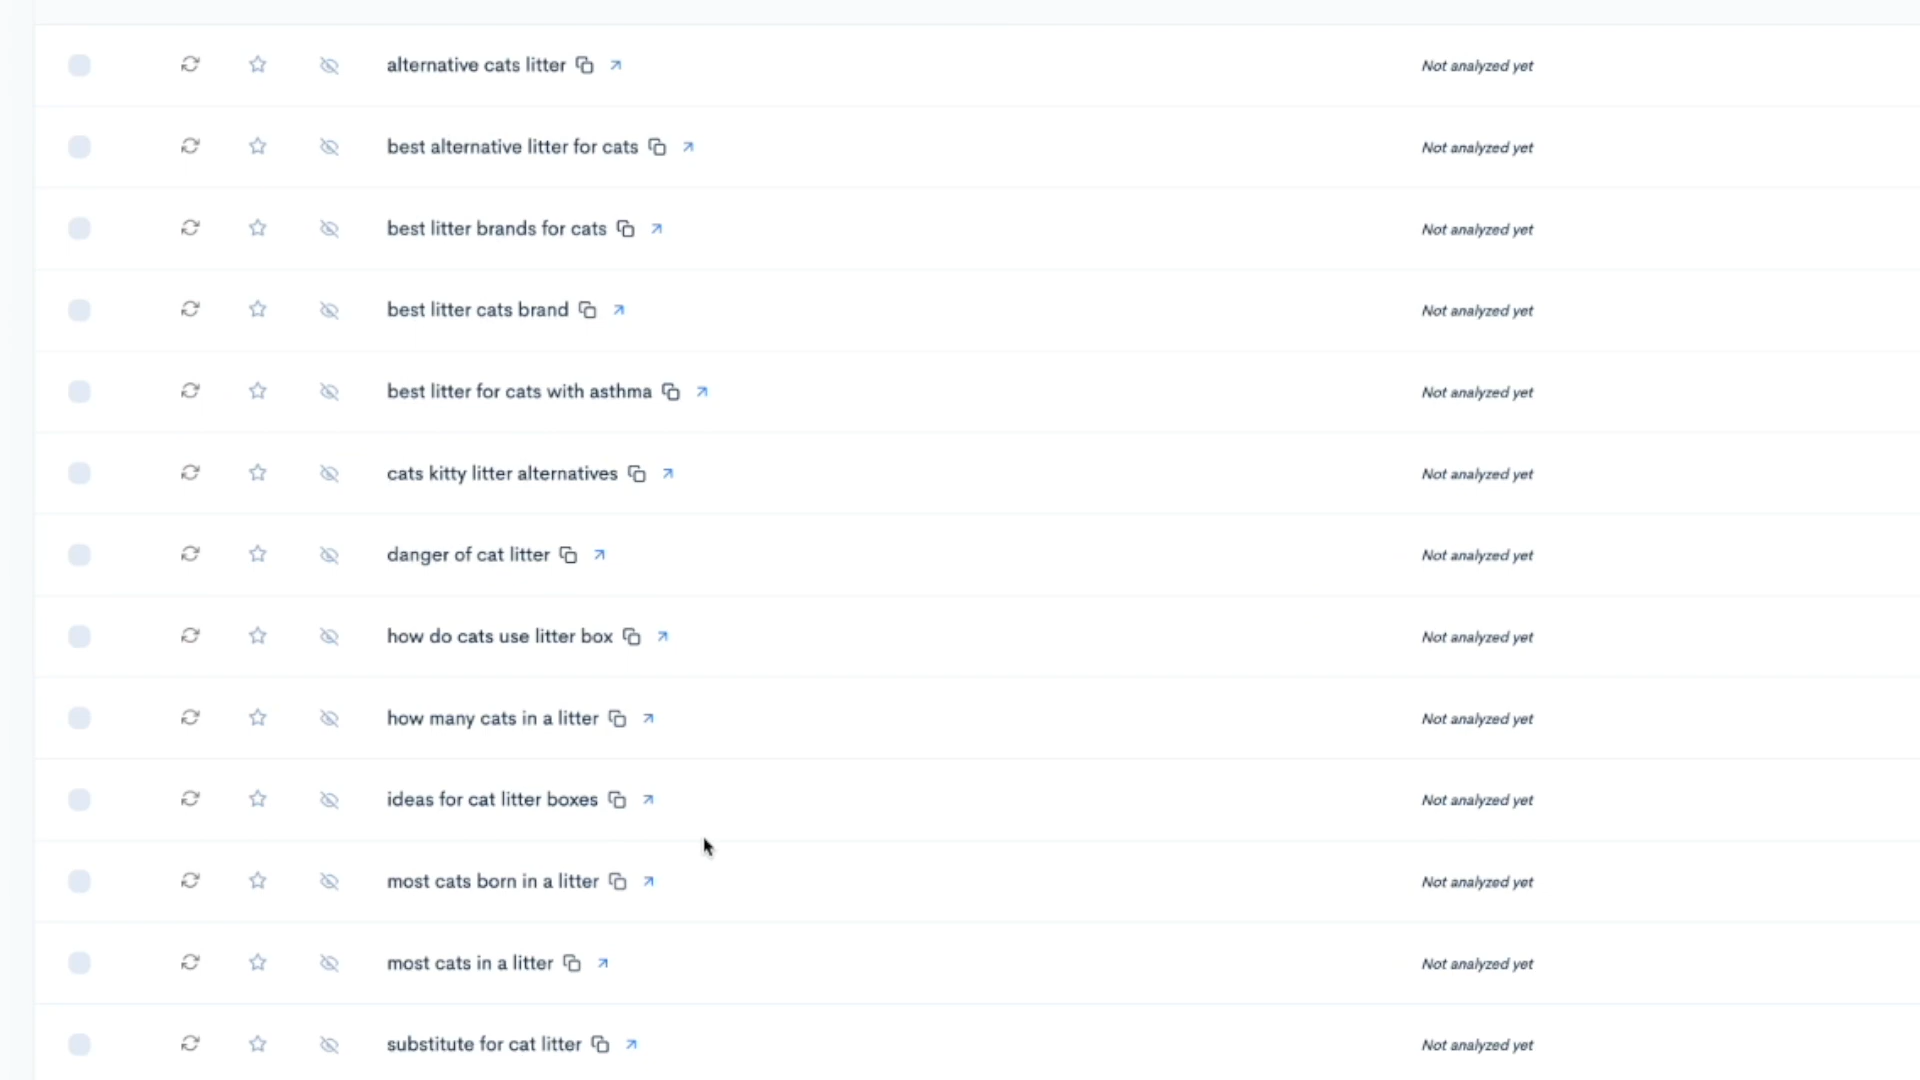 alternative cats litter Not analyzed yet
best alternative litter for cats Not analyzed yet
best litter brands for cats Not analyzed yet
best litter cats brand Not analyzed yet
best litter for cats with asthma Not analyzed yet
cats kitty litter alternatives Not analyzed yet
danger of cat litter Not analyzed yet
how do cats use litter box Not analyzed yet
how many cats in a litter Not analyzed yet
ideas for cat litter boxes Not analyzed yet
most cats born in a litter Not analyzed yet
most cats in a litter Not analyzed yet
substitute for cat litter Not analyzed yet